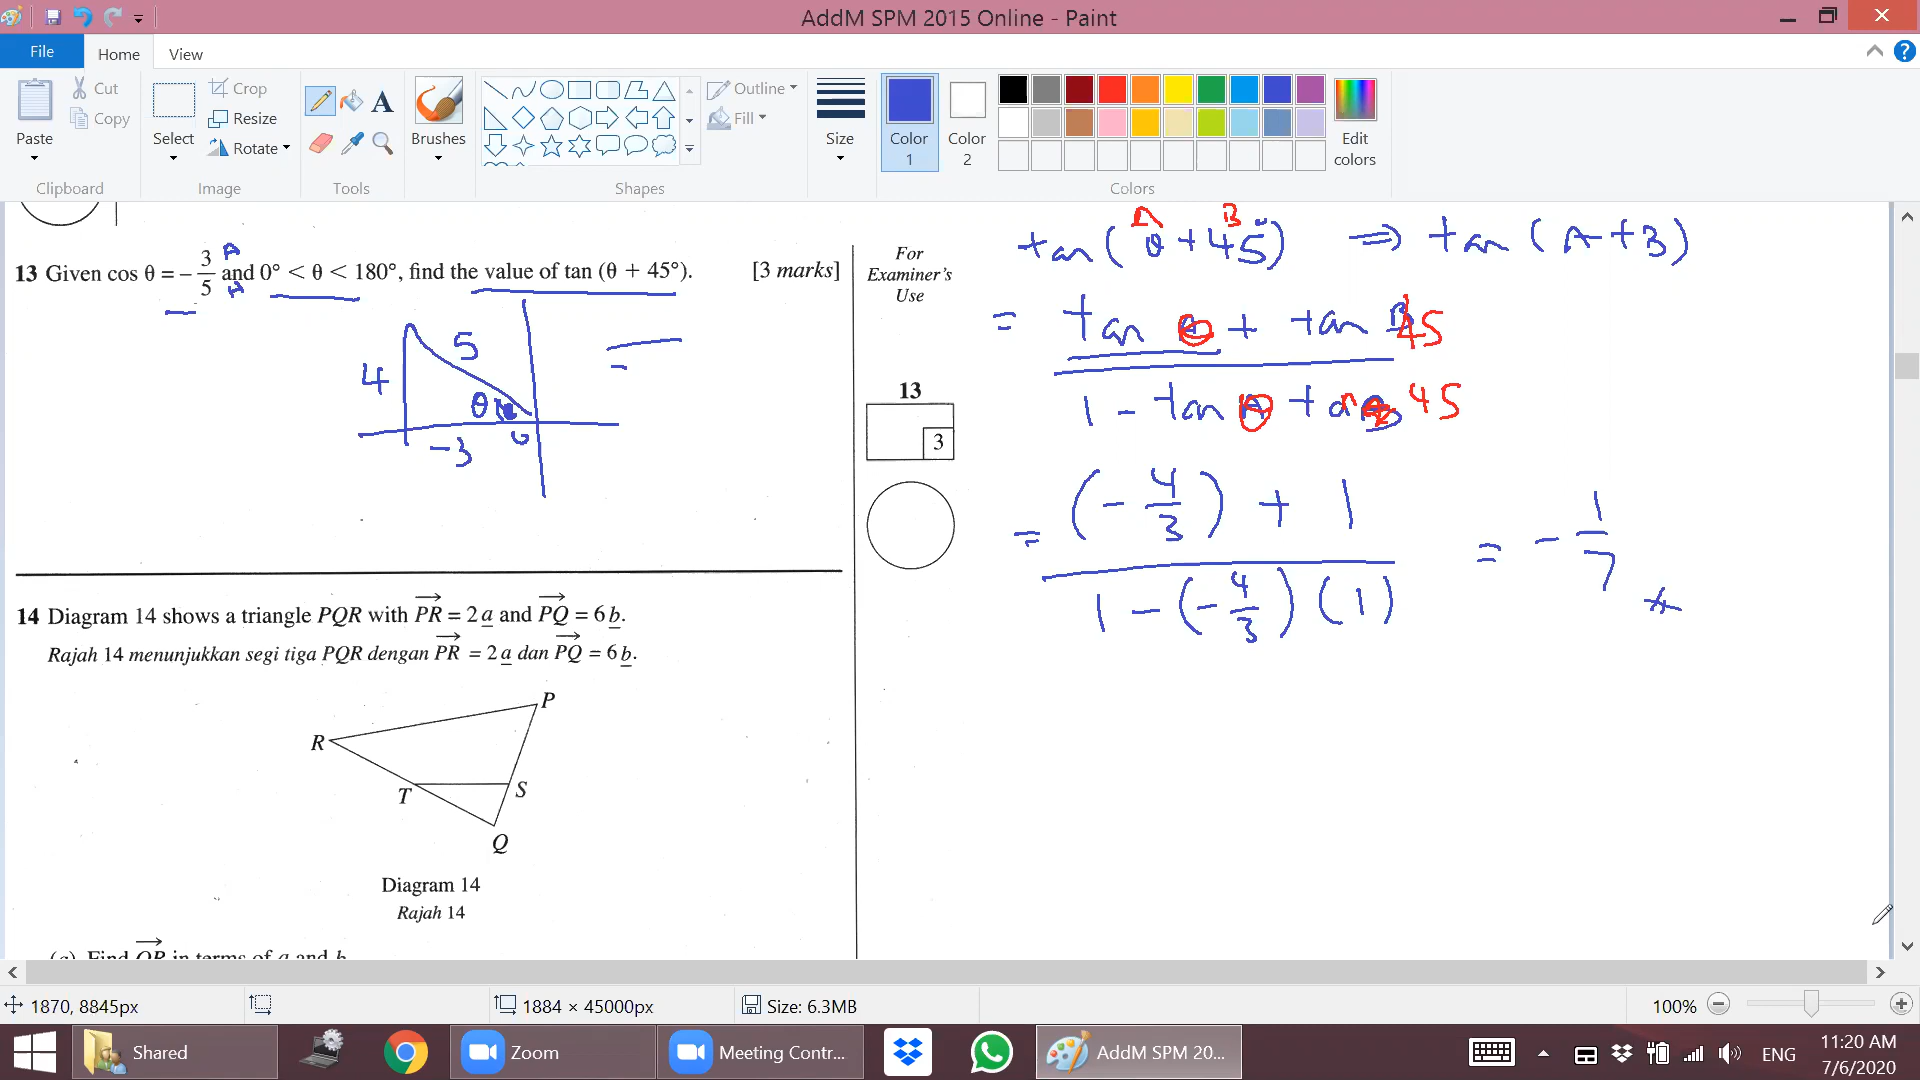 AddM SPM 2015 Online - Paint
File
Home
View
Paste
Cut
Copy
Clipboard
Select
Crop
Resize
Rotate
Image
A
Tools
Brushes
Outline
Fill
Shapes
Size
Color 1
Color 2
Edit colors
Colors
13 Given cos θ = -3/5 and 0° < θ < 180°, find the value of tan (θ + 45°). [3 marks]
4
5
θ
-3
=
For
Examiner's
Use
13
3
A B
tan(θ + 45°) ⇒ tan(A+B)
= tan θ + tan 45
1 - tan θ tan 45
= (-4/3) + 1
1 - (-4/3)(1)
= -1/7
14 Diagram 14 shows a triangle PQR with PR = 2a and PQ = 6b.
Rajah 14 menunjukkan segi tiga PQR dengan PR = 2a dan PQ = 6b.
P
R
T
S
Q
Diagram 14
Rajah 14
(a) Find QR in terms of a and b
1870, 8845px
1884 × 45000px
Size: 6.3MB
100%
Shared
Zoom
Meeting Contr...
AddM SPM 20...
ENG
11:20 AM
7/6/2020